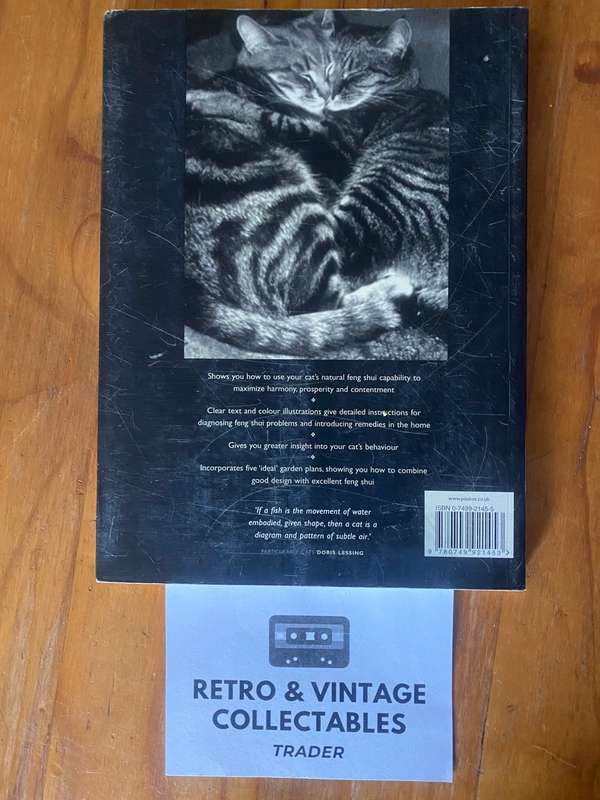 Shows you how to use your cat's natural feng shui capability to
maximize harmony, prosperity and contentment
Clear text and colour illustrations give detailed instructions for
diagnosing feng shui problems and introducing remedies in the home
Gives you greater insight into your cat's behaviour
Incorporates five 'ideal' garden plans, showing you how to combine
good design with excellent feng shui
'If a fish is the movement of water
embodied, given shape, then a cat is a
diagram and pattern of subtle air.'
PARTICULARLY CATS DORIS LESSING
www.piatkus.co.uk
ISBN 0-7499-2145-5
9 780749 921453 >
RETRO & VINTAGE
COLLECTABLES
TRADER